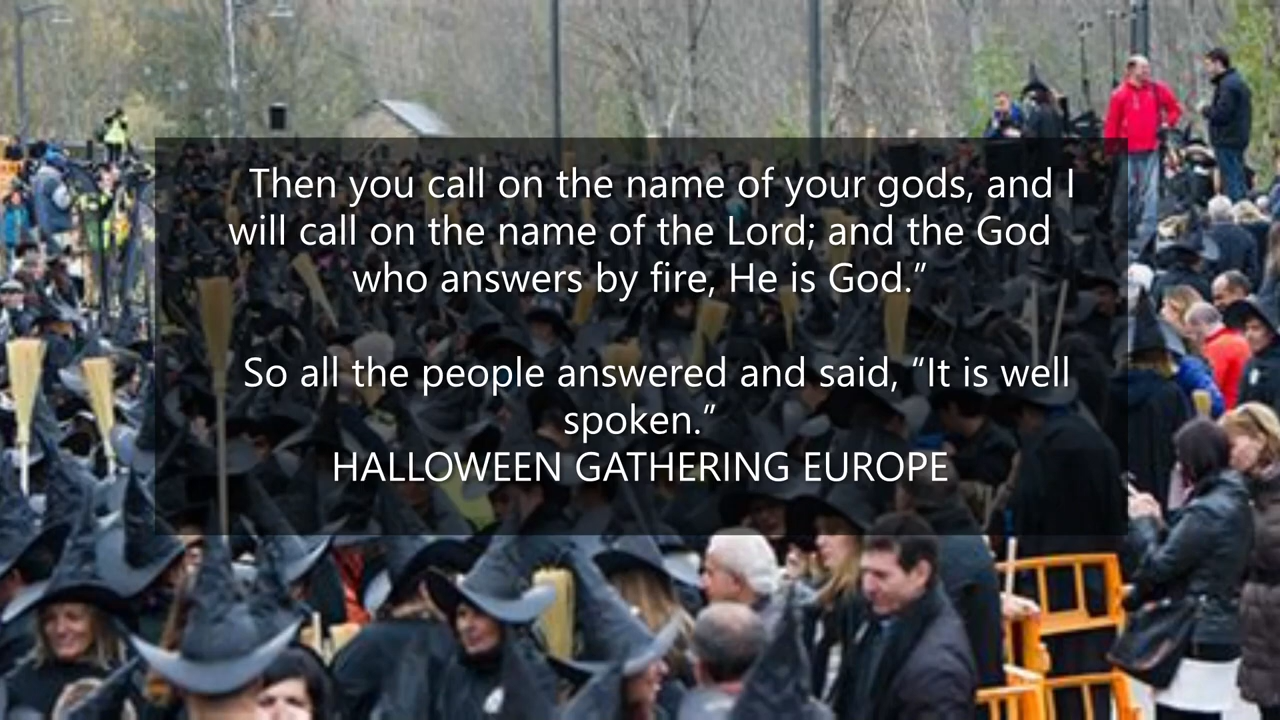 Then you call on the name of your gods, and I
will call on the name of the Lord; and the God
who answers by fire, He is God.”
So all the people answered and said, “It is well
spoken.”
HALLOWEEN GATHERING EUROPE